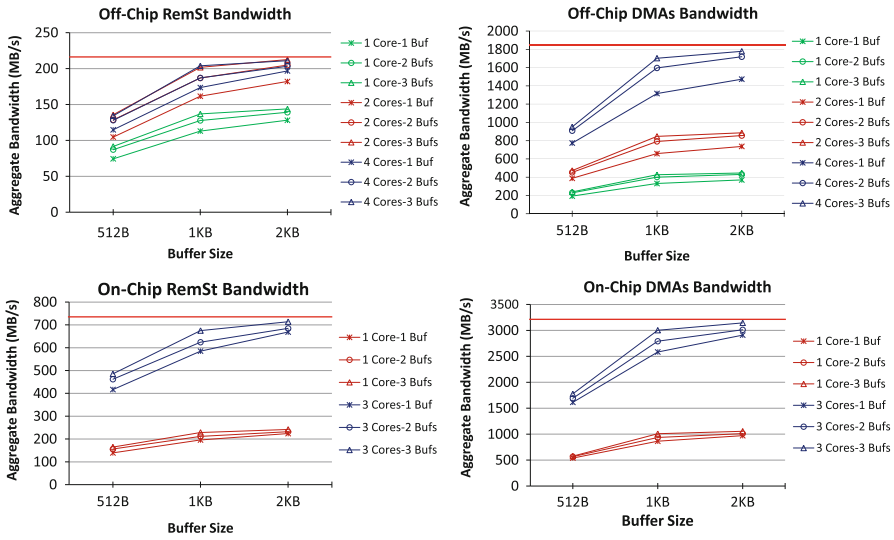 Off-Chip RemSt Bandwidth
Aggregate Bandwidth (MB/s)
250
200
150
100
50
0
512B 1KB 2KB
Buffer Size
1 Core-1 Buf
1 Core-2 Bufs
1 Core-3 Bufs
2 Cores-1 Buf
2 Cores-2 Bufs
2 Cores-3 Bufs
4 Cores-1 Buf
4 Cores-2 Bufs
4 Cores-3 Bufs
Off-Chip DMAs Bandwidth
Aggregate Bandwidth (MB/s)
2000
1800
1600
1400
1200
1000
800
600
400
200
0
512B 1KB 2KB
Buffer Size
1 Core-1 Buf
1 Core-2 Bufs
1 Core-3 Bufs
2 Cores-1 Buf
2 Cores-2 Bufs
2 Cores-3 Bufs
4 Cores-1 Buf
4 Cores-2 Bufs
4 Cores-3 Bufs
On-Chip RemSt Bandwidth
Aggregate Bandwidth (MB/s)
800
700
600
500
400
300
200
100
0
512B 1KB 2KB
Buffer Size
1 Core-1 Buf
1 Core-2 Bufs
1 Core-3 Bufs
3 Cores-1 Buf
3 Cores-2 Bufs
3 Cores-3 Bufs
On-Chip DMAs Bandwidth
Aggregate Bandwidth (MB/s)
3500
3000
2500
2000
1500
1000
500
0
512B 1KB 2KB
Buffer Size
1 Core-1 Buf
1 Core-2 Bufs
1 Core-3 Bufs
3 Cores-1 Buf
3 Cores-2 Bufs
3 Cores-3 Bufs